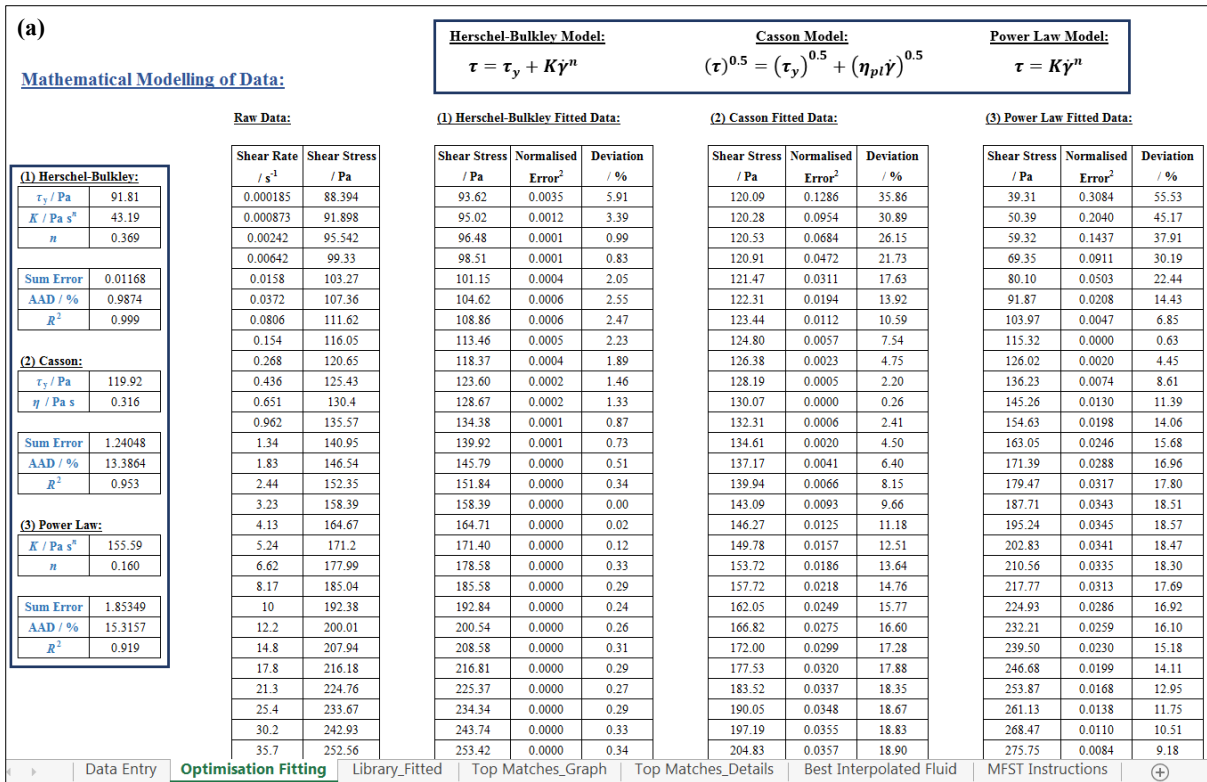 (a)
Herschel-Bulkley Model: Casson Model: Power Law Model:
τ = τ_y + Kγ̇^n (τ)^0.5 = (τ_y)^0.5 + (η_pl γ̇)^0.5 τ = Kγ̇^n
Mathematical Modelling of Data:
Raw Data: (1) Herschel-Bulkley Fitted Data: (2) Casson Fitted Data: (3) Power Law Fitted Data:
Shear Rate Shear Stress Shear Stress Normalised Deviation Shear Stress Normalised Deviation Shear Stress Normalised Deviation
(1) Herschel-Bulkley: / s⁻¹ / Pa / Pa Error² / % / Pa Error² / % / Pa Error² / %
τ_y / Pa 91.81 0.000185 88.394 93.62 0.0035 5.91 120.09 0.1286 35.86 39.31 0.3084 55.53
K / Pa sⁿ 43.19 0.000873 91.898 95.02 0.0012 3.39 120.28 0.0954 30.89 50.39 0.2040 45.17
n 0.369 0.00242 95.542 96.48 0.0001 0.99 120.53 0.0684 26.15 59.32 0.1437 37.91
0.00642 99.33 98.51 0.0001 0.83 120.91 0.0472 21.73 69.35 0.0911 30.19
Sum Error 0.01168 0.0158 103.27 101.15 0.0004 2.05 121.47 0.0311 17.63 80.10 0.0503 22.44
AAD / % 0.9874 0.0372 107.36 104.62 0.0006 2.55 122.31 0.0194 13.92 91.87 0.0208 14.43
R² 0.999 0.0806 111.62 108.86 0.0006 2.47 123.44 0.0112 10.59 103.97 0.0047 6.85
0.154 116.05 113.46 0.0005 2.23 124.80 0.0057 7.54 115.32 0.0000 0.63
(2) Casson: 0.268 120.65 118.37 0.0004 1.89 126.38 0.0023 4.75 126.02 0.0020 4.45
τ_y / Pa 119.92 0.436 125.43 123.60 0.0002 1.46 128.19 0.0005 2.20 136.23 0.0074 8.61
η / Pa s 0.316 0.651 130.4 128.67 0.0002 1.33 130.07 0.0000 0.26 145.26 0.0130 11.39
0.962 135.57 134.38 0.0001 0.87 132.31 0.0006 2.41 154.63 0.0198 14.06
Sum Error 1.24048 1.34 140.95 139.92 0.0001 0.73 134.61 0.0020 4.50 163.05 0.0246 15.68
AAD / % 13.3864 1.83 146.54 145.79 0.0000 0.51 137.17 0.0041 6.40 171.39 0.0288 16.96
R² 0.953 2.44 152.35 151.84 0.0000 0.34 139.94 0.0066 8.15 179.47 0.0317 17.80
3.23 158.39 158.39 0.0000 0.00 143.09 0.0093 9.66 187.71 0.0343 18.51
(3) Power Law: 4.13 164.67 164.71 0.0000 0.02 146.27 0.0125 11.18 195.24 0.0345 18.57
K / Pa sⁿ 155.59 5.24 171.2 171.40 0.0000 0.12 149.78 0.0157 12.51 202.83 0.0341 18.47
n 0.160 6.62 177.99 178.58 0.0000 0.33 153.72 0.0186 13.64 210.56 0.0335 18.30
8.17 185.04 185.58 0.0000 0.29 157.72 0.0218 14.76 217.77 0.0313 17.69
Sum Error 1.85349 10 192.38 192.84 0.0000 0.24 162.05 0.0249 15.77 224.93 0.0286 16.92
AAD / % 15.3157 12.2 200.01 200.54 0.0000 0.26 166.82 0.0275 16.60 232.21 0.0259 16.10
R² 0.919 14.8 207.94 208.58 0.0000 0.31 172.00 0.0299 17.28 239.50 0.0230 15.18
17.8 216.18 216.81 0.0000 0.29 177.53 0.0320 17.88 246.68 0.0199 14.11
21.3 224.76 225.37 0.0000 0.27 183.52 0.0337 18.35 253.87 0.0168 12.95
25.4 233.67 234.34 0.0000 0.29 190.05 0.0348 18.67 261.13 0.0138 11.75
30.2 242.93 243.74 0.0000 0.33 197.19 0.0355 18.83 268.47 0.0110 10.51
35.7 252.56 253.42 0.0000 0.34 204.83 0.0357 18.90 275.75 0.0084 9.18
Data Entry Optimisation Fitting Library_Fitted Top Matches_Graph Top Matches_Details Best Interpolated Fluid MFST Instructions